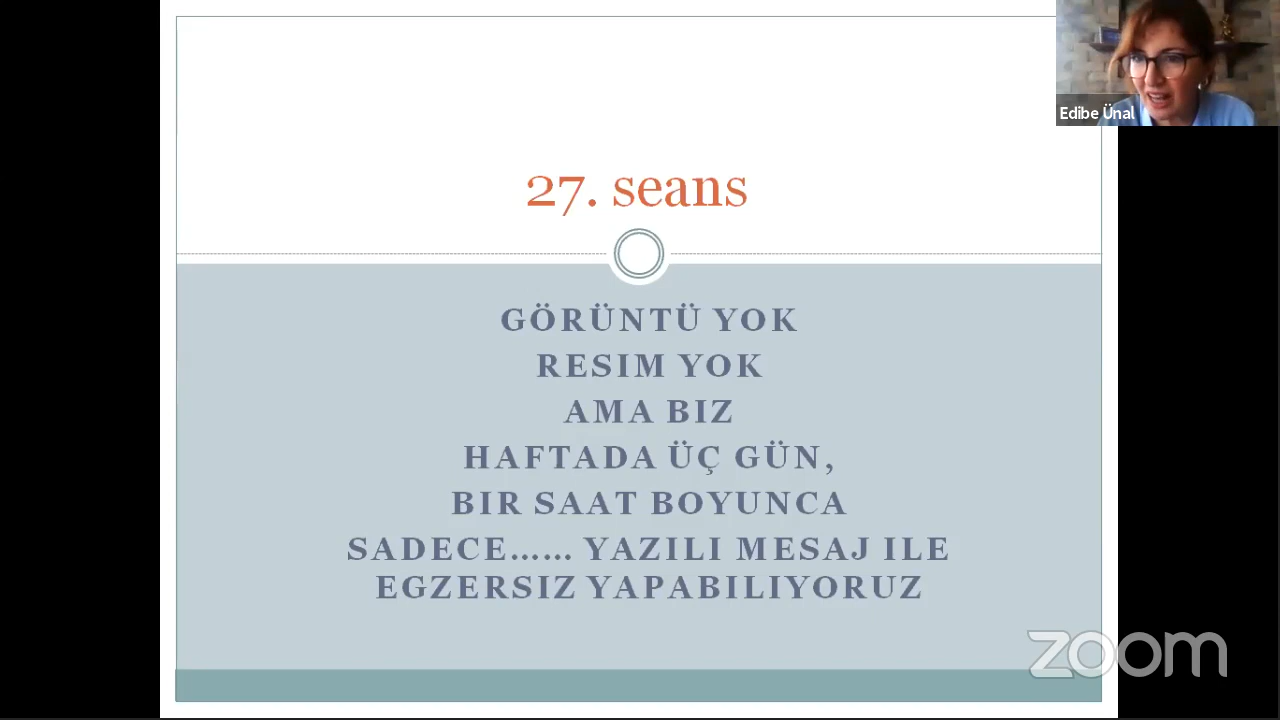 Edibe Ünal
27. seans
GÖRÜNTÜ YOK
RESIM YOK
AMA BIZ
HAFTADA ÜÇ GÜN,
BIR SAAT BOYUNCA
SADECE…… YAZILI MESAJ ILE
EGZERSIZ YAPABILIYORUZ
zoom